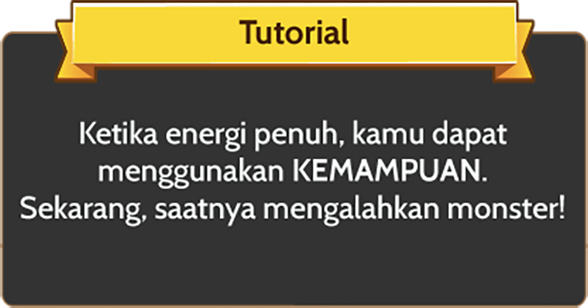 Tutorial
Ketika energi penuh, kamu dapat
menggunakan KEMAMPUAN.
Sekarang, saatnya mengalahkan monster!